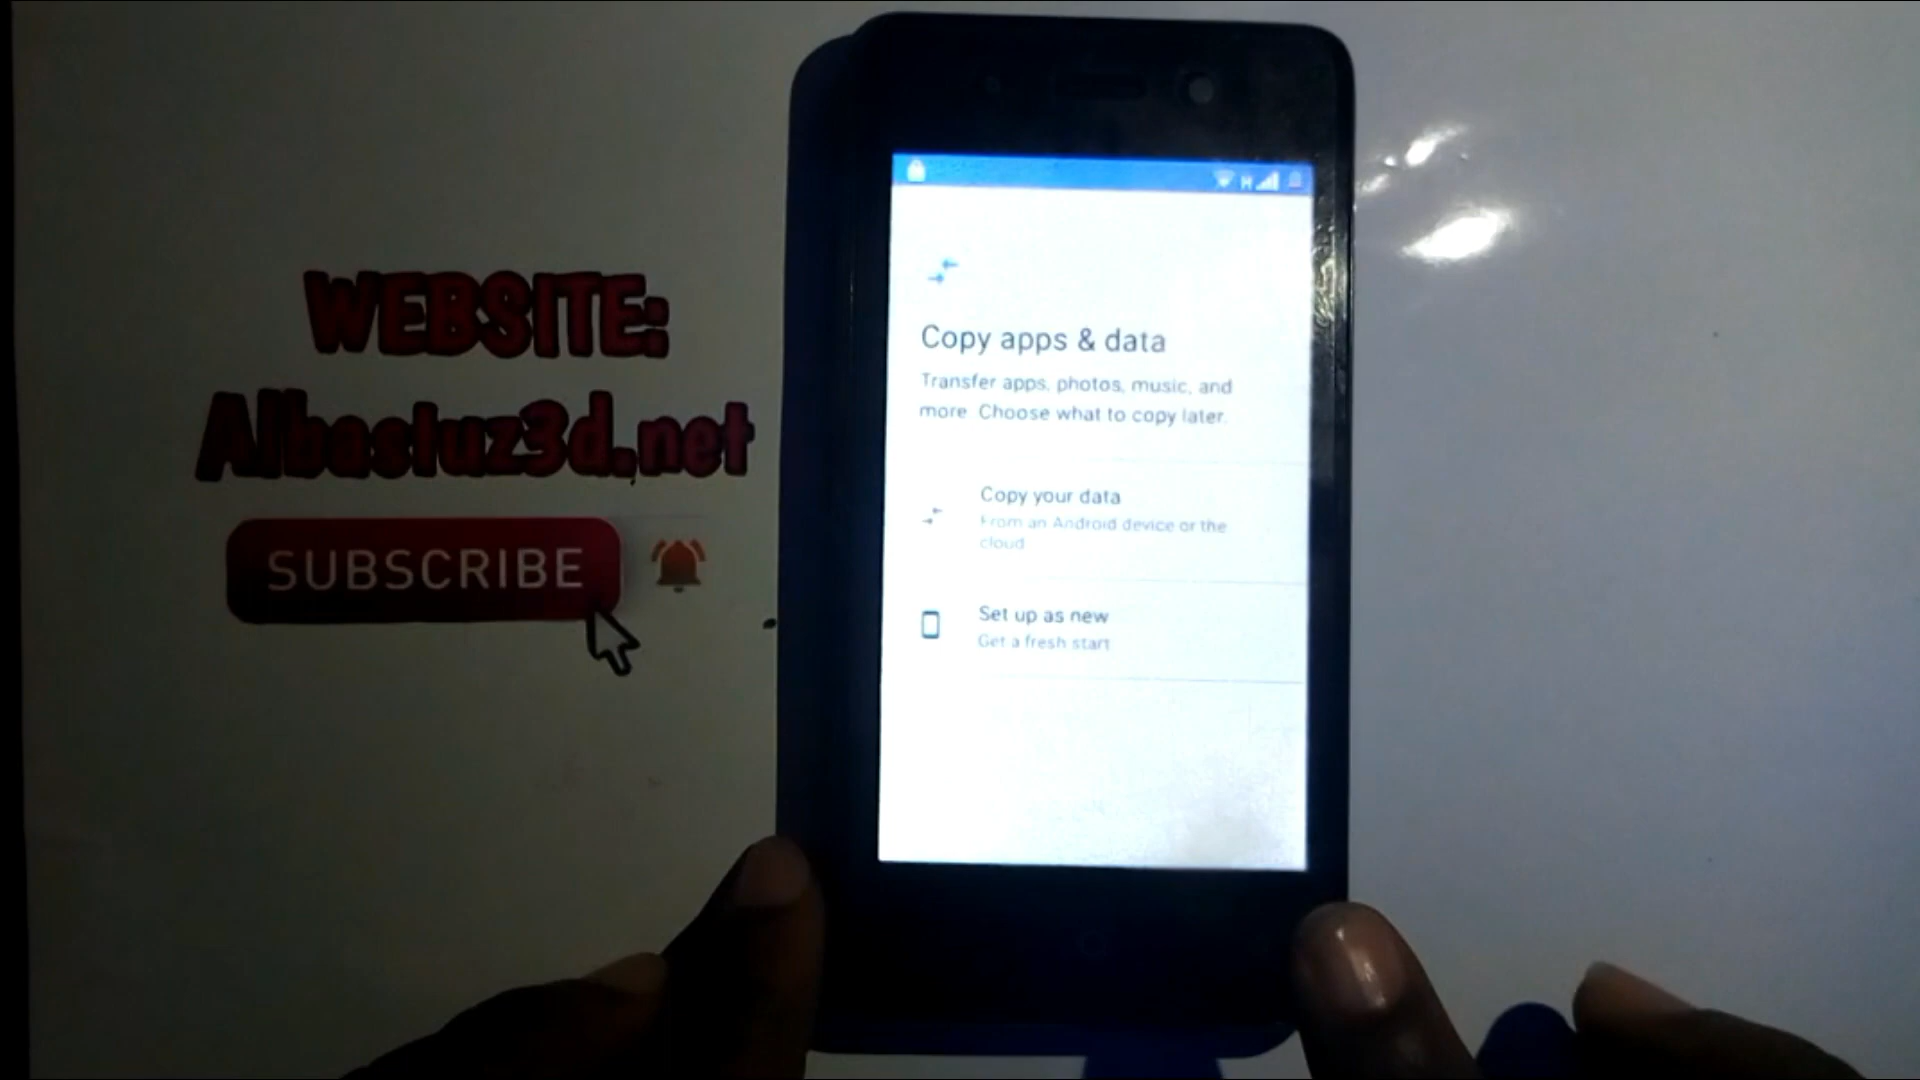 WEBSITE:
Albastuz3d.net
SUBSCRIBE
H
Copy apps & data
Transfer apps, photos, music, and
more. Choose what to copy later.
Copy your data
From an Android device or the
cloud
Set up as new
Get a fresh start